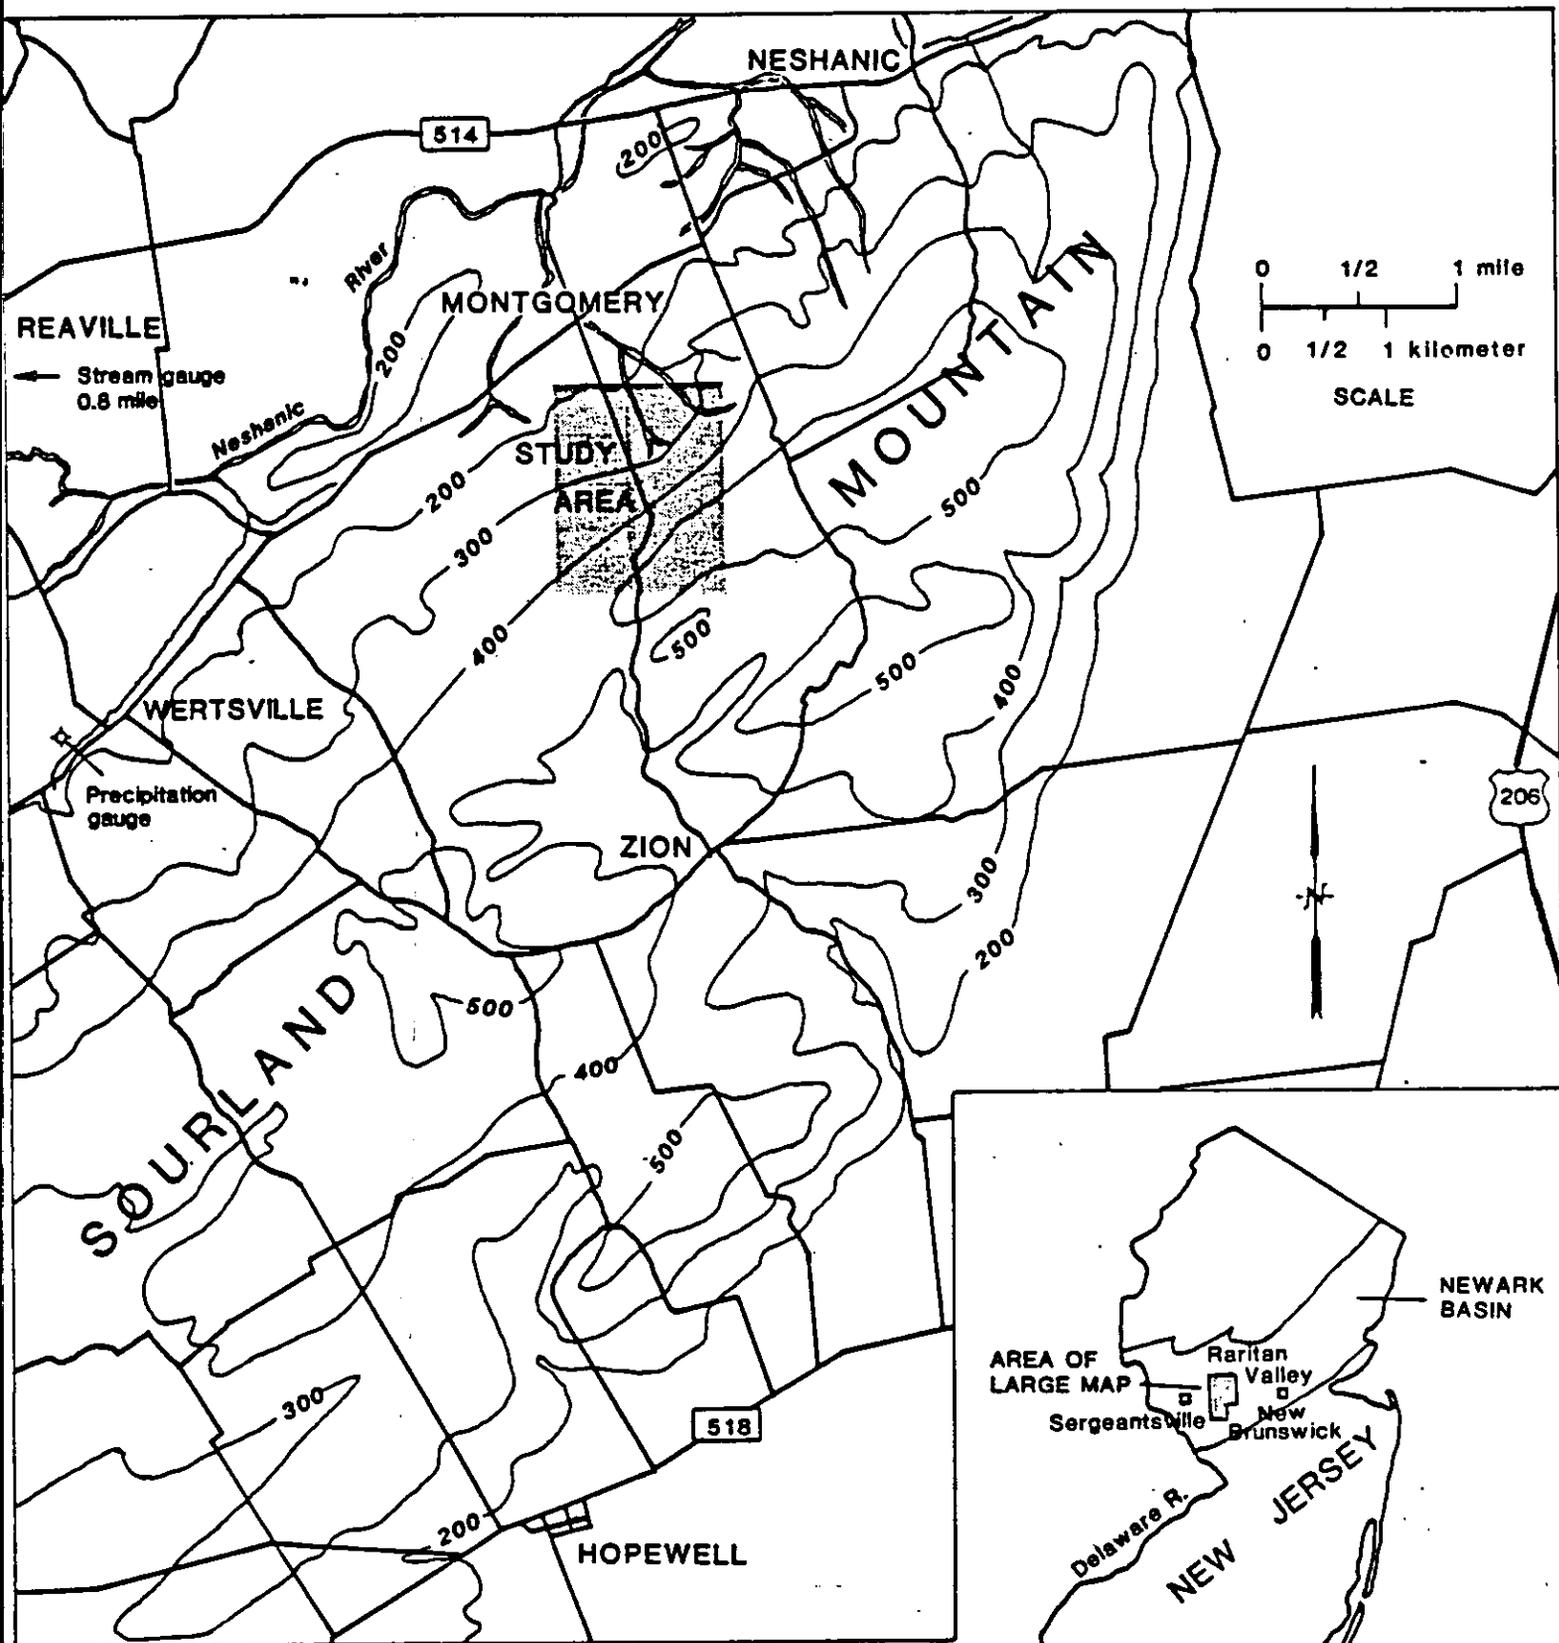 NESHANIC
514
200
River
0 1/2 1 mile
0 1/2 1 kilometer
SCALE
MONTGOMERY
REAVILLE
200
Stream gauge
0.8 mile
Neshanic
MOUNTAIN
STUDY
AREA
200
500
300
400
500
500
400
WERTSVILLE
206
Precipitation
gauge
ZION
300
N
200
500
SOURLAND
400
500
NEWARK
BASIN
AREA OF
LARGE MAP
Raritan
Valley
Sergeantsville
New
Brunswick
300
518
200
HOPEWELL
Delaware R.
NEW JERSEY